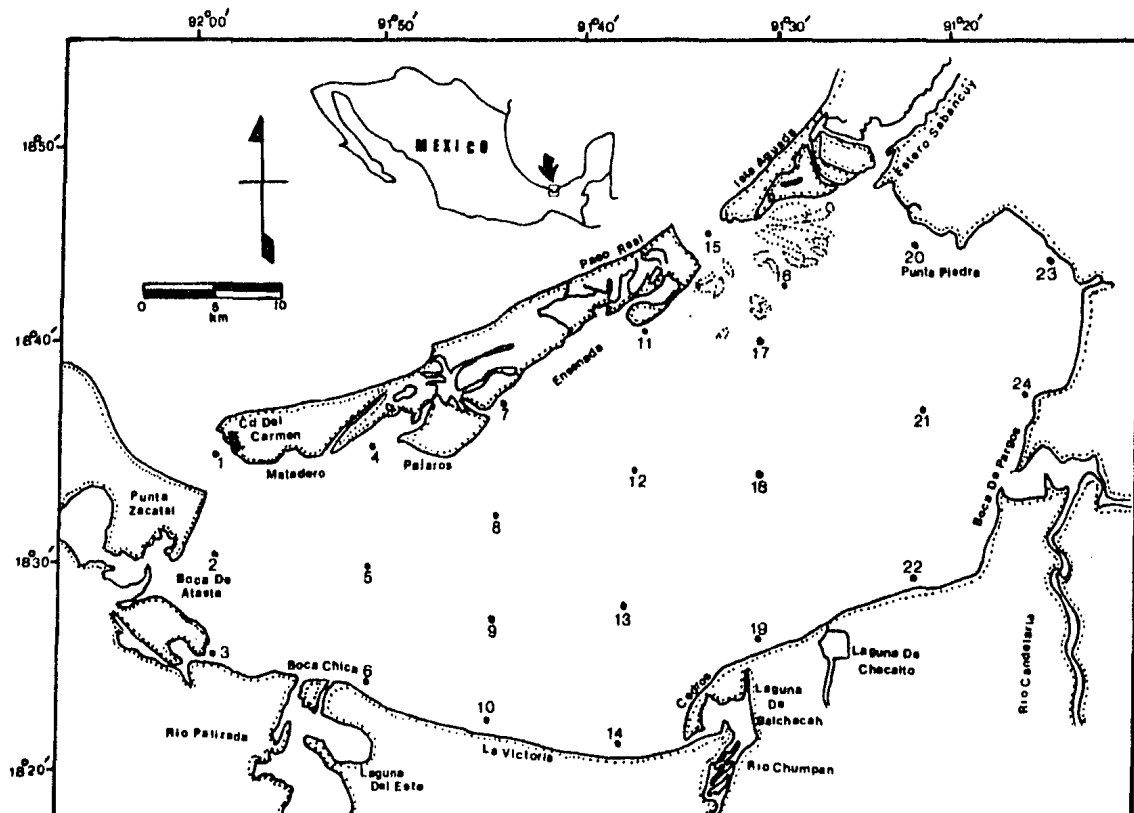 92°00'
91°50'
91°40'
91°30'
91°20'
18°50'
18°40'
18°30'
18°20'
MEXICO
0 5 10
km
Isla Aguada
Estero Sabancuy
Paso Real
15
16
20
Punta Piedra
23
11
17
Ensenada
7
24
21
Cd Del
Carmen
Matadero
1
4
Pajaros
12
18
Boca De Pargos
Punta
Zacatal
8
2
Boca De
Atasta
5
22
13
9
19
3
Boca Chica
6
Cedros
Laguna De
Chacaito
Laguna
De
Balchacah
Rio Candelaria
Rio Palizada
10
La Victoria
14
Laguna
Del Este
Rio Chumpan